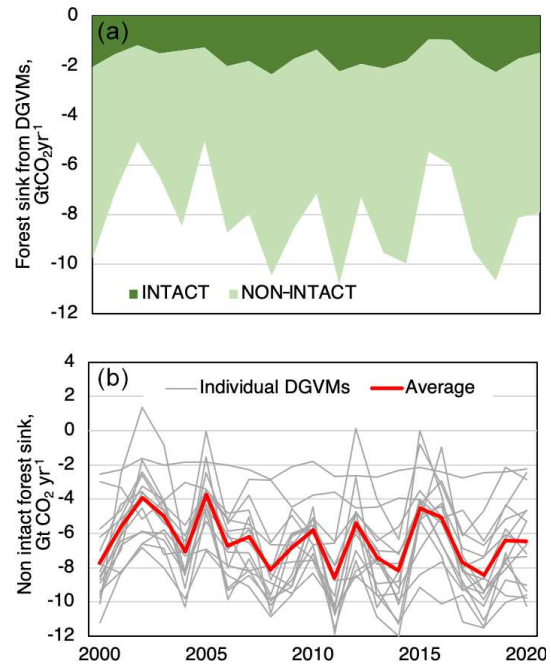 (a)
Forest sink from DGVMs,
GtCO2yr-1
0
-2
-4
-6
-8
-10
-12
INTACT NON-INTACT
(b)
Non intact forest sink,
Gt CO2 yr-1
4
2
0
-2
-4
-6
-8
-10
-12
Individual DGVMs Average
2000 2005 2010 2015 2020